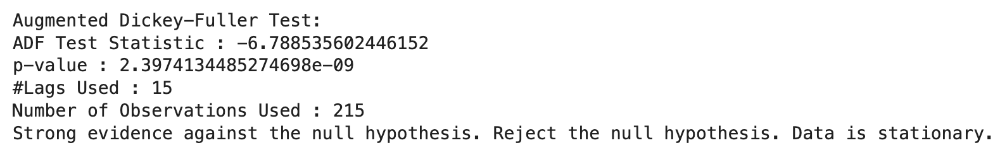 Augmented Dickey-Fuller Test:
ADF Test Statistic : -6.788535602446152
p-value : 2.3974134485274698e-09
#Lags Used : 15
Number of Observations Used : 215
Strong evidence against the null hypothesis. Reject the null hypothesis. Data is stationary.